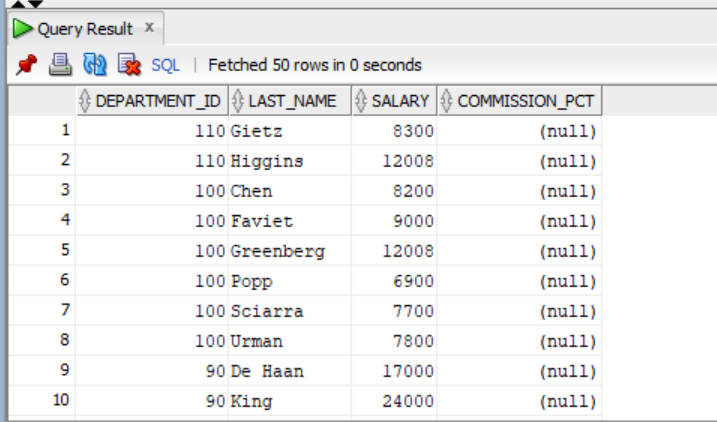 Query Result x
SQL | Fetched 50 rows in 0 seconds
DEPARTMENT_ID LAST_NAME SALARY COMMISSION_PCT
1 110 Gietz 8300 (null)
2 110 Higgins 12008 (null)
3 100 Chen 8200 (null)
4 100 Faviet 9000 (null)
5 100 Greenberg 12008 (null)
6 100 Popp 6900 (null)
7 100 Sciarra 7700 (null)
8 100 Urman 7800 (null)
9 90 De Haan 17000 (null)
10 90 King 24000 (null)